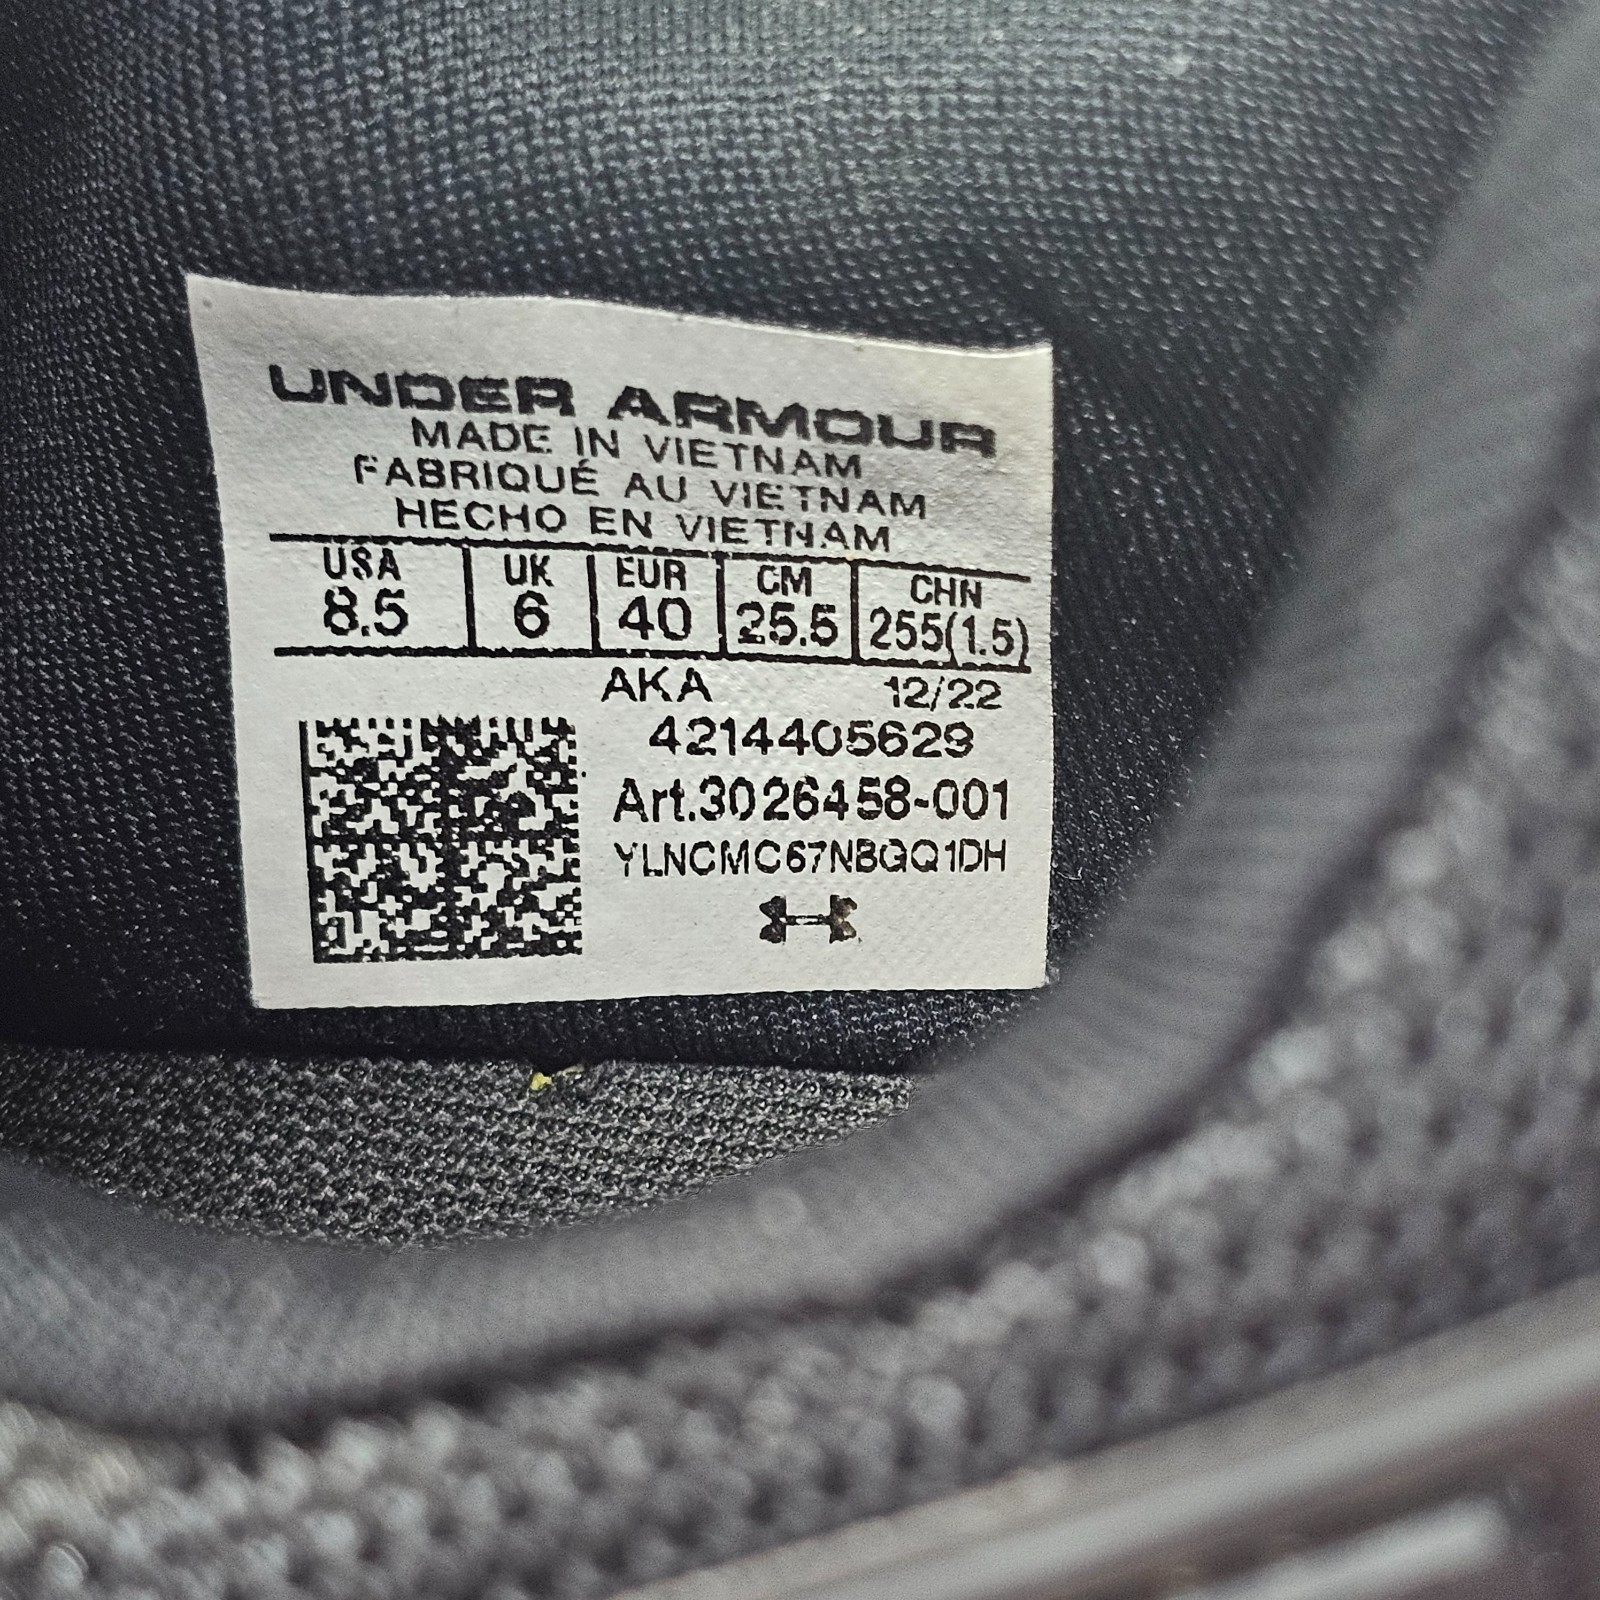 UNDER ARMOUR
MADE IN VIETNAM
FABRIQUÉ AU VIETNAM
HECHO EN VIETNAM
USA UK EUR CM CHN
8.5 6 40 25.5 255(1.5)
AKA 12/22
4214405629
Art.3026458-001
YLNCMC67NBGQ1DH